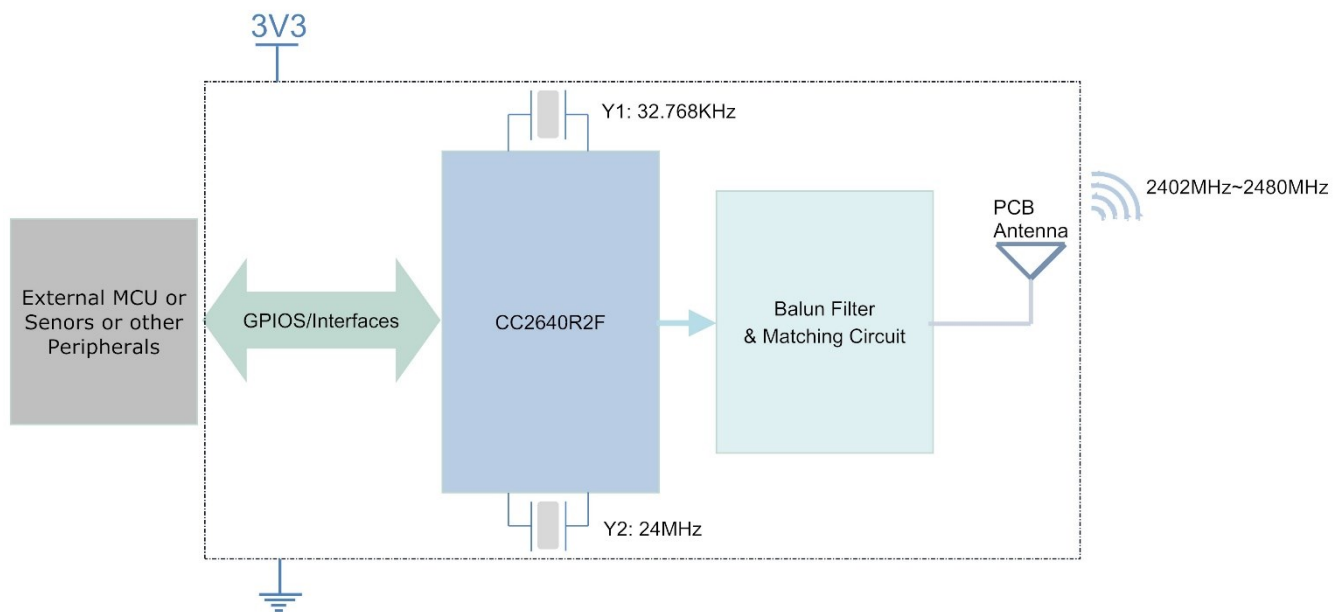 3V3
Y1: 32.768KHz
2402MHz~2480MHz
PCB
Antenna
External MCU or
Senors or other
Peripherals
GPIOS/Interfaces
CC2640R2F
Balun Filter
& Matching Circuit
Y2: 24MHz